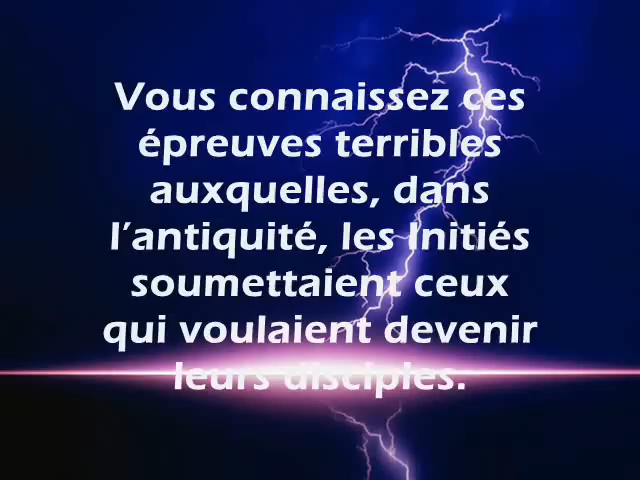 Vous connaissez ces
épreuves terribles
auxquelles, dans
l’antiquité, les Initiés
soumettaient ceux
qui voulaient devenir
leurs disciples.